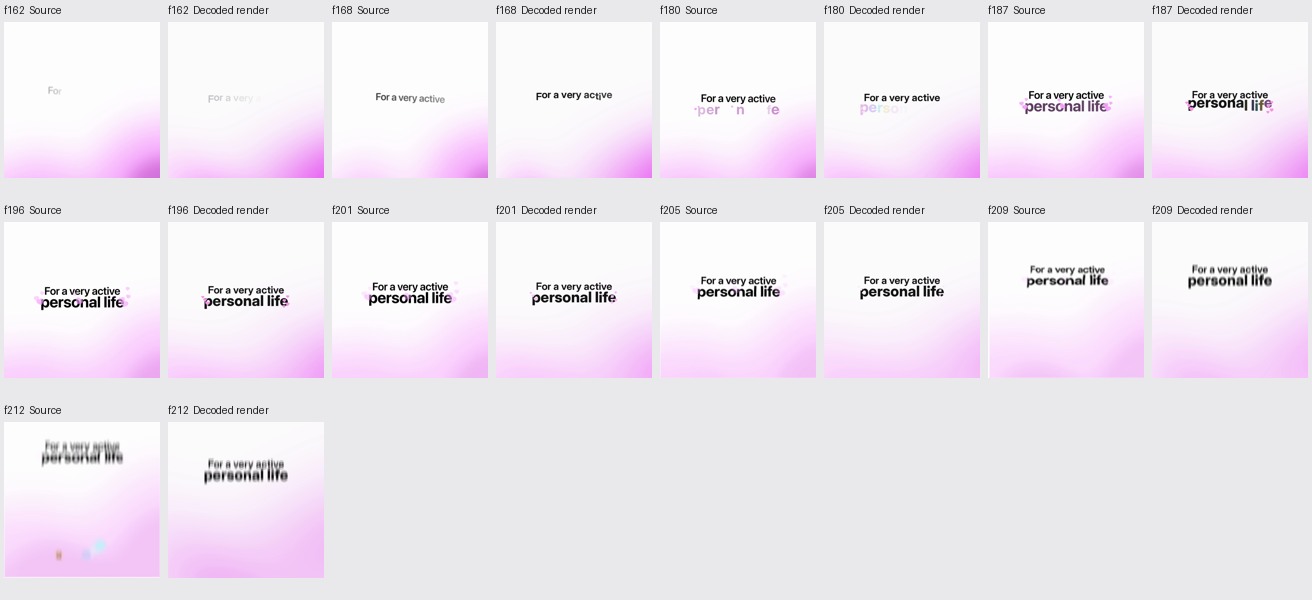 f162 Source
f162 Decoded render
f168 Source
f168 Decoded render
f180 Source
f180 Decoded render
f187 Source
f187 Decoded render
For
For a very
For a very active
For a very active
For a very active
per n fe
For a very active
perso
For a very active
personal life
For a very active
personal life
f196 Source
f196 Decoded render
f201 Source
f201 Decoded render
f205 Source
f205 Decoded render
f209 Source
f209 Decoded render
For a very active
personal life
For a very active
personal life
For a very active
personal life
For a very active
personal life
For a very active
personal life
For a very active
personal life
For a very active
personal life
For a very active
personal life
f212 Source
f212 Decoded render
For a very active
personal life
For a very active
personal life